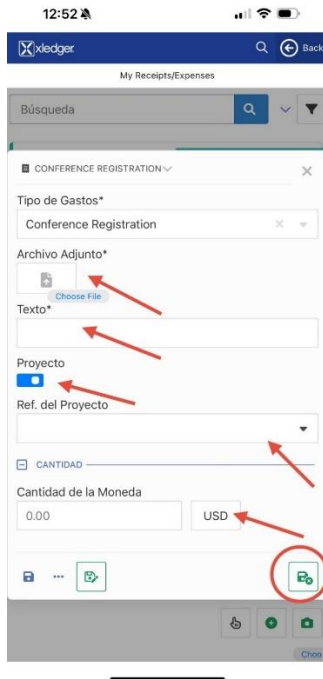 12:52
xledger
Back
My Receipts/Expenses
Búsqueda
CONFERENCE REGISTRATION
Tipo de Gastos*
Conference Registration
Archivo Adjunto*
Choose File
Texto*
Proyecto
Ref. del Proyecto
CANTIDAD
Cantidad de la Moneda
0.00 USD
Choo